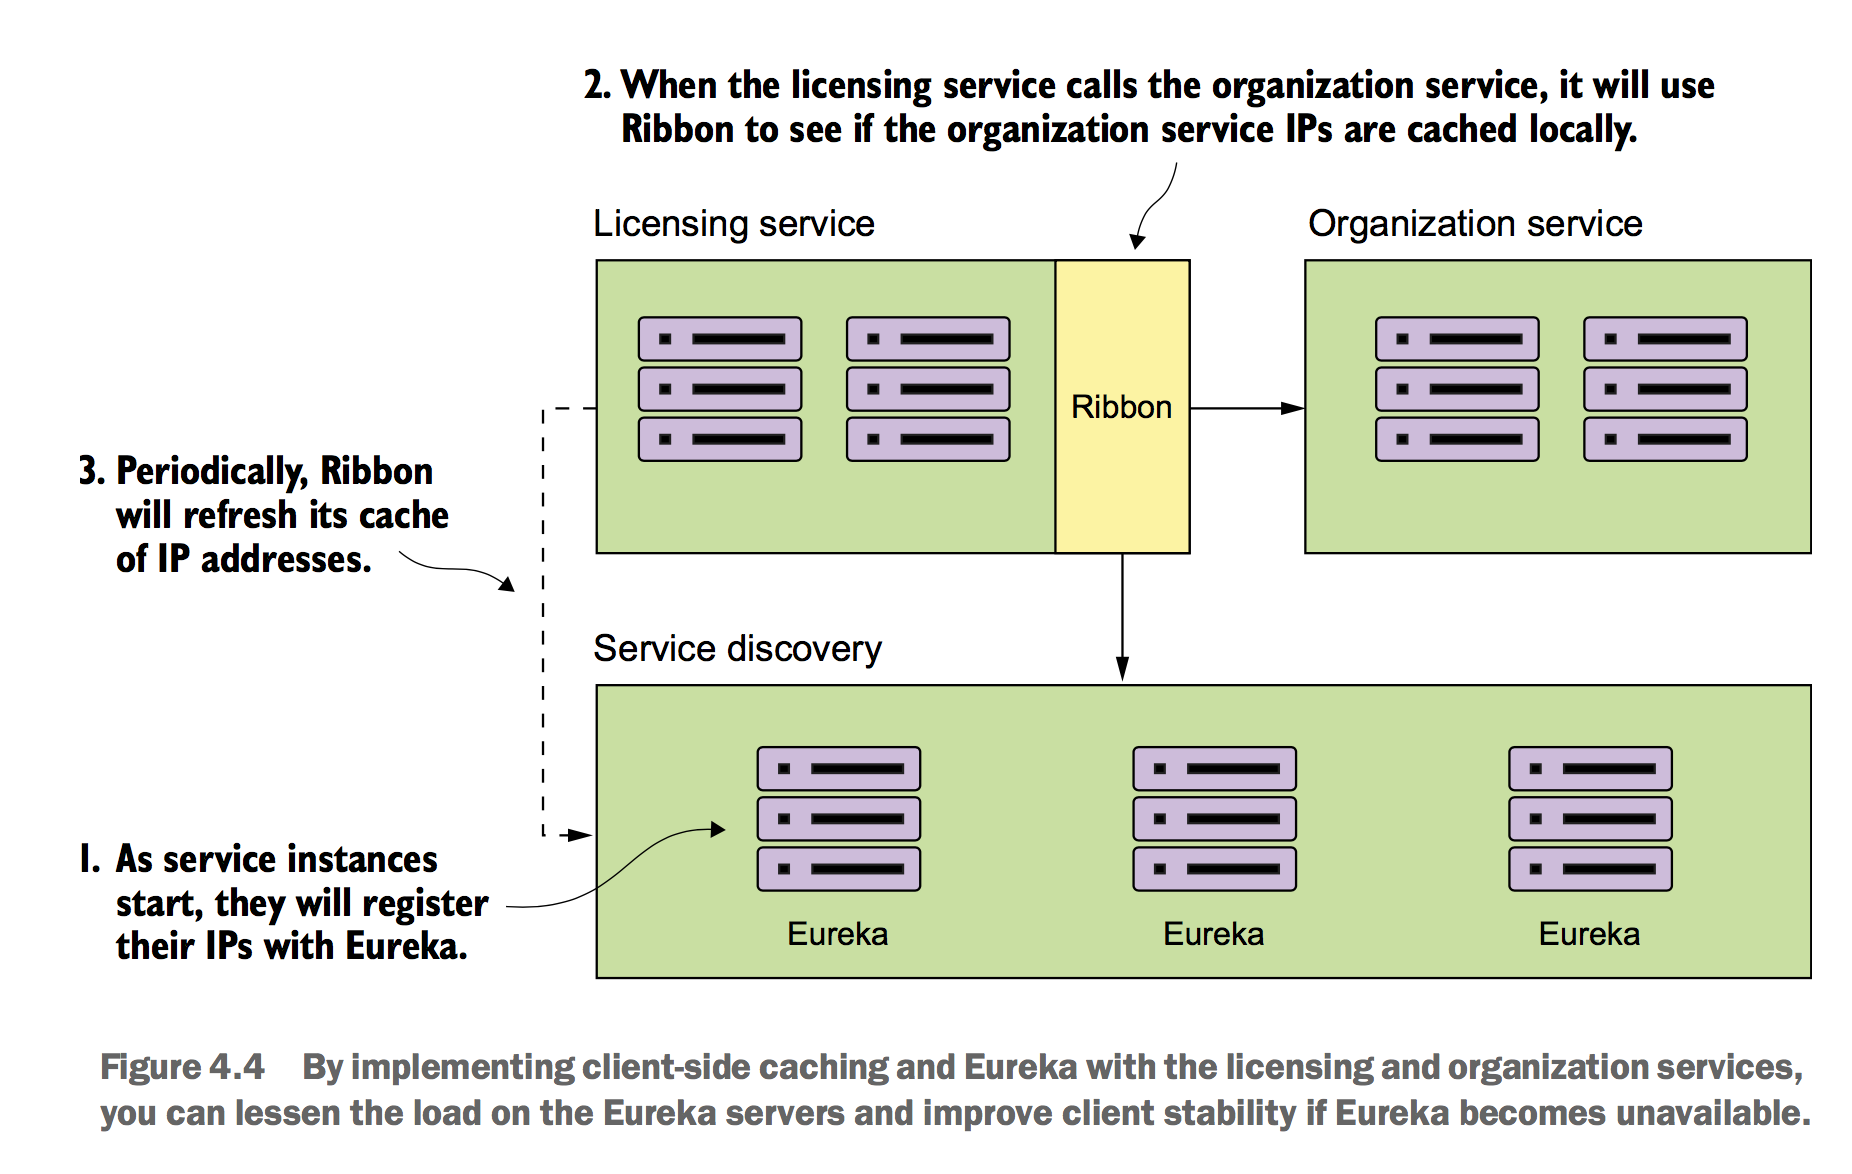 2. When the licensing service calls the organization service, it will use
Ribbon to see if the organization service IPs are cached locally.
Licensing service
Organization service
Ribbon
3. Periodically, Ribbon
will refresh its cache
of IP addresses.
Service discovery
1. As service instances
start, they will register
their IPs with Eureka.
Eureka
Eureka
Eureka
Figure 4.4 By implementing client-side caching and Eureka with the licensing and organization services,
you can lessen the load on the Eureka servers and improve client stability if Eureka becomes unavailable.